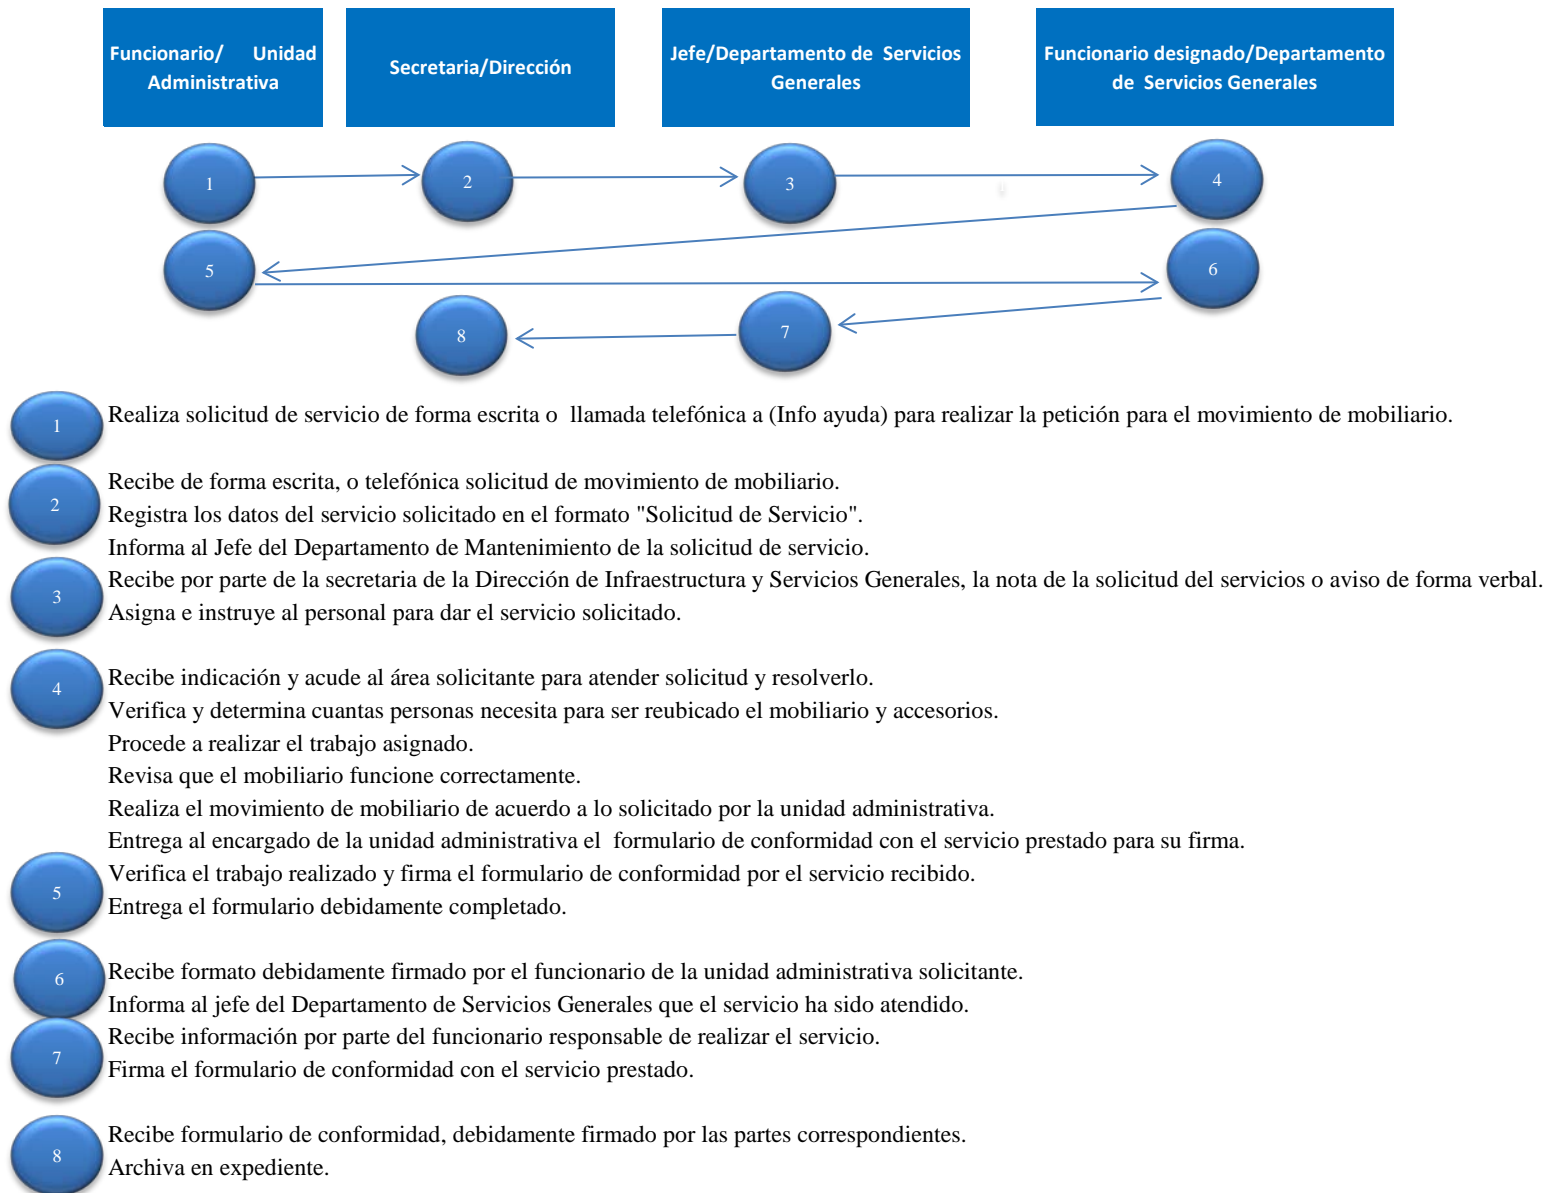 Funcionario/ Unidad
Administrativa
Secretaria/Dirección
Jefe/Departamento de Servicios
Generales
Funcionario designado/Departamento
de Servicios Generales
1
2
3
4
5
6
7
8
1
Realiza solicitud de servicio de forma escrita o llamada telefónica a (Info ayuda) para realizar la petición para el movimiento de mobiliario.
2
Recibe de forma escrita, o telefónica solicitud de movimiento de mobiliario.
Registra los datos del servicio solicitado en el formato "Solicitud de Servicio".
Informa al Jefe del Departamento de Mantenimiento de la solicitud de servicio.
3
Recibe por parte de la secretaria de la Dirección de Infraestructura y Servicios Generales, la nota de la solicitud del servicios o aviso de forma verbal.
Asigna e instruye al personal para dar el servicio solicitado.
4
Recibe indicación y acude al área solicitante para atender solicitud y resolverlo.
Verifica y determina cuantas personas necesita para ser reubicado el mobiliario y accesorios.
Procede a realizar el trabajo asignado.
Revisa que el mobiliario funcione correctamente.
Realiza el movimiento de mobiliario de acuerdo a lo solicitado por la unidad administrativa.
Entrega al encargado de la unidad administrativa el formulario de conformidad con el servicio prestado para su firma.
5
Verifica el trabajo realizado y firma el formulario de conformidad por el servicio recibido.
Entrega el formulario debidamente completado.
6
Recibe formato debidamente firmado por el funcionario de la unidad administrativa solicitante.
Informa al jefe del Departamento de Servicios Generales que el servicio ha sido atendido.
7
Recibe información por parte del funcionario responsable de realizar el servicio.
Firma el formulario de conformidad con el servicio prestado.
8
Recibe formulario de conformidad, debidamente firmado por las partes correspondientes.
Archiva en expediente.